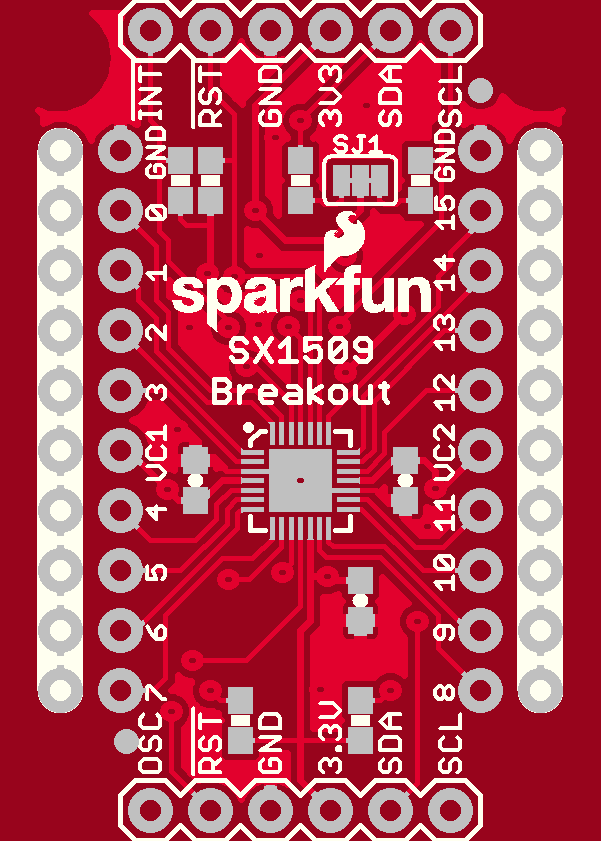 INT
RST
GND
3V3
SDA
SCL
SJ1
GND
0
1
2
3
VC1
4
5
6
7
GND
15
14
13
12
VC2
11
10
9
8
sparkfun
SX1509
Breakout
OSC
RST
GND
3.3V
SDA
SCL